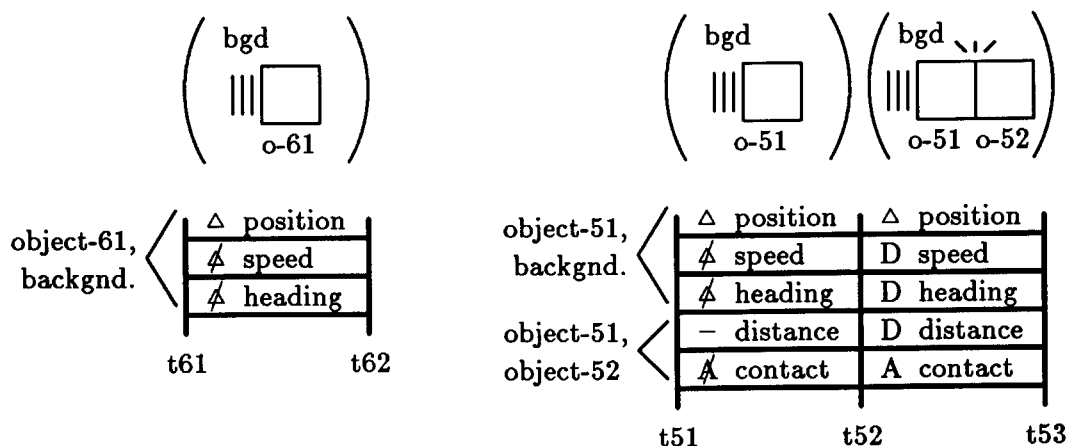 bgd
o-61
object-61,
backgnd.
Δ position
Δ̸ speed
Δ̸ heading
t61 t62
bgd bgd
o-51 o-51 o-52
object-51,
backgnd.
Δ position Δ position
Δ̸ speed D speed
Δ̸ heading D heading
object-51,
object-52
– distance D distance
A̸ contact A contact
t51 t52 t53